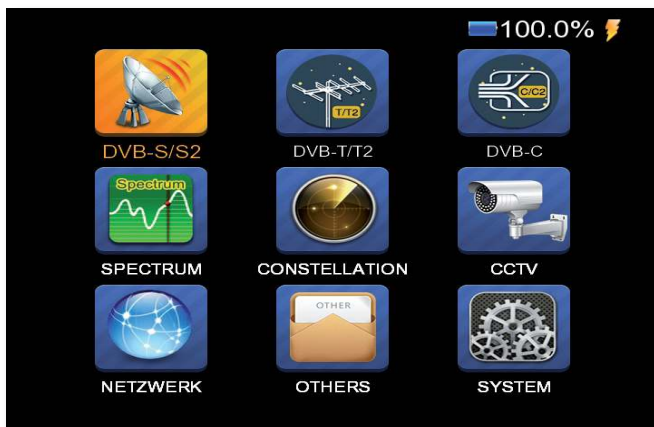 100.0%
T/T2
C/C2
DVB-S/S2
DVB-T/T2
DVB-C
Spectrum
SPECTRUM
CONSTELLATION
CCTV
OTHER
NETZWERK
OTHERS
SYSTEM